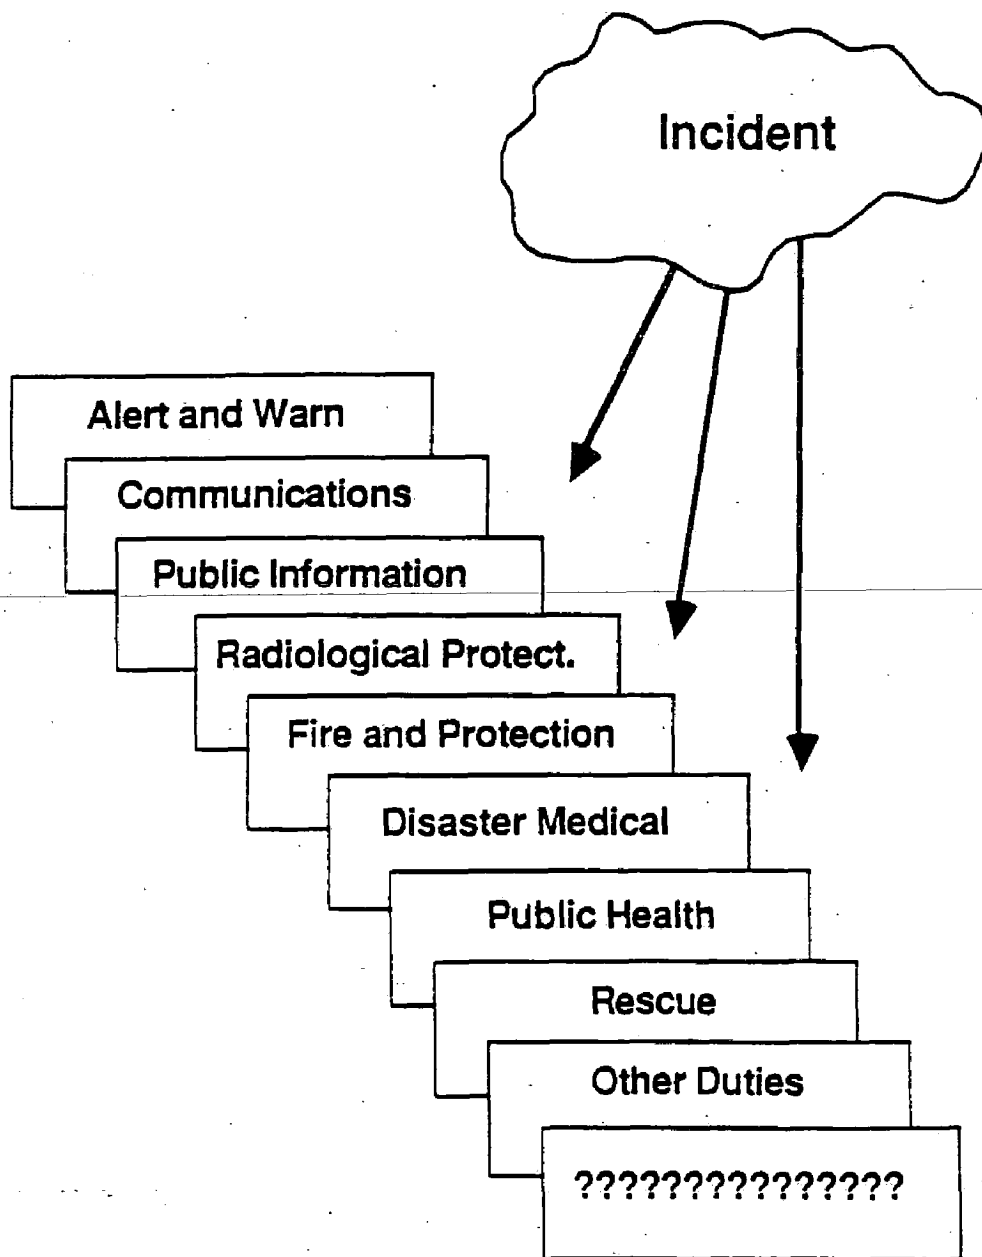 Incident
Alert and Warn
Communications
Public Information
Radiological Protect.
Fire and Protection
Disaster Medical
Public Health
Rescue
Other Duties
???????????????